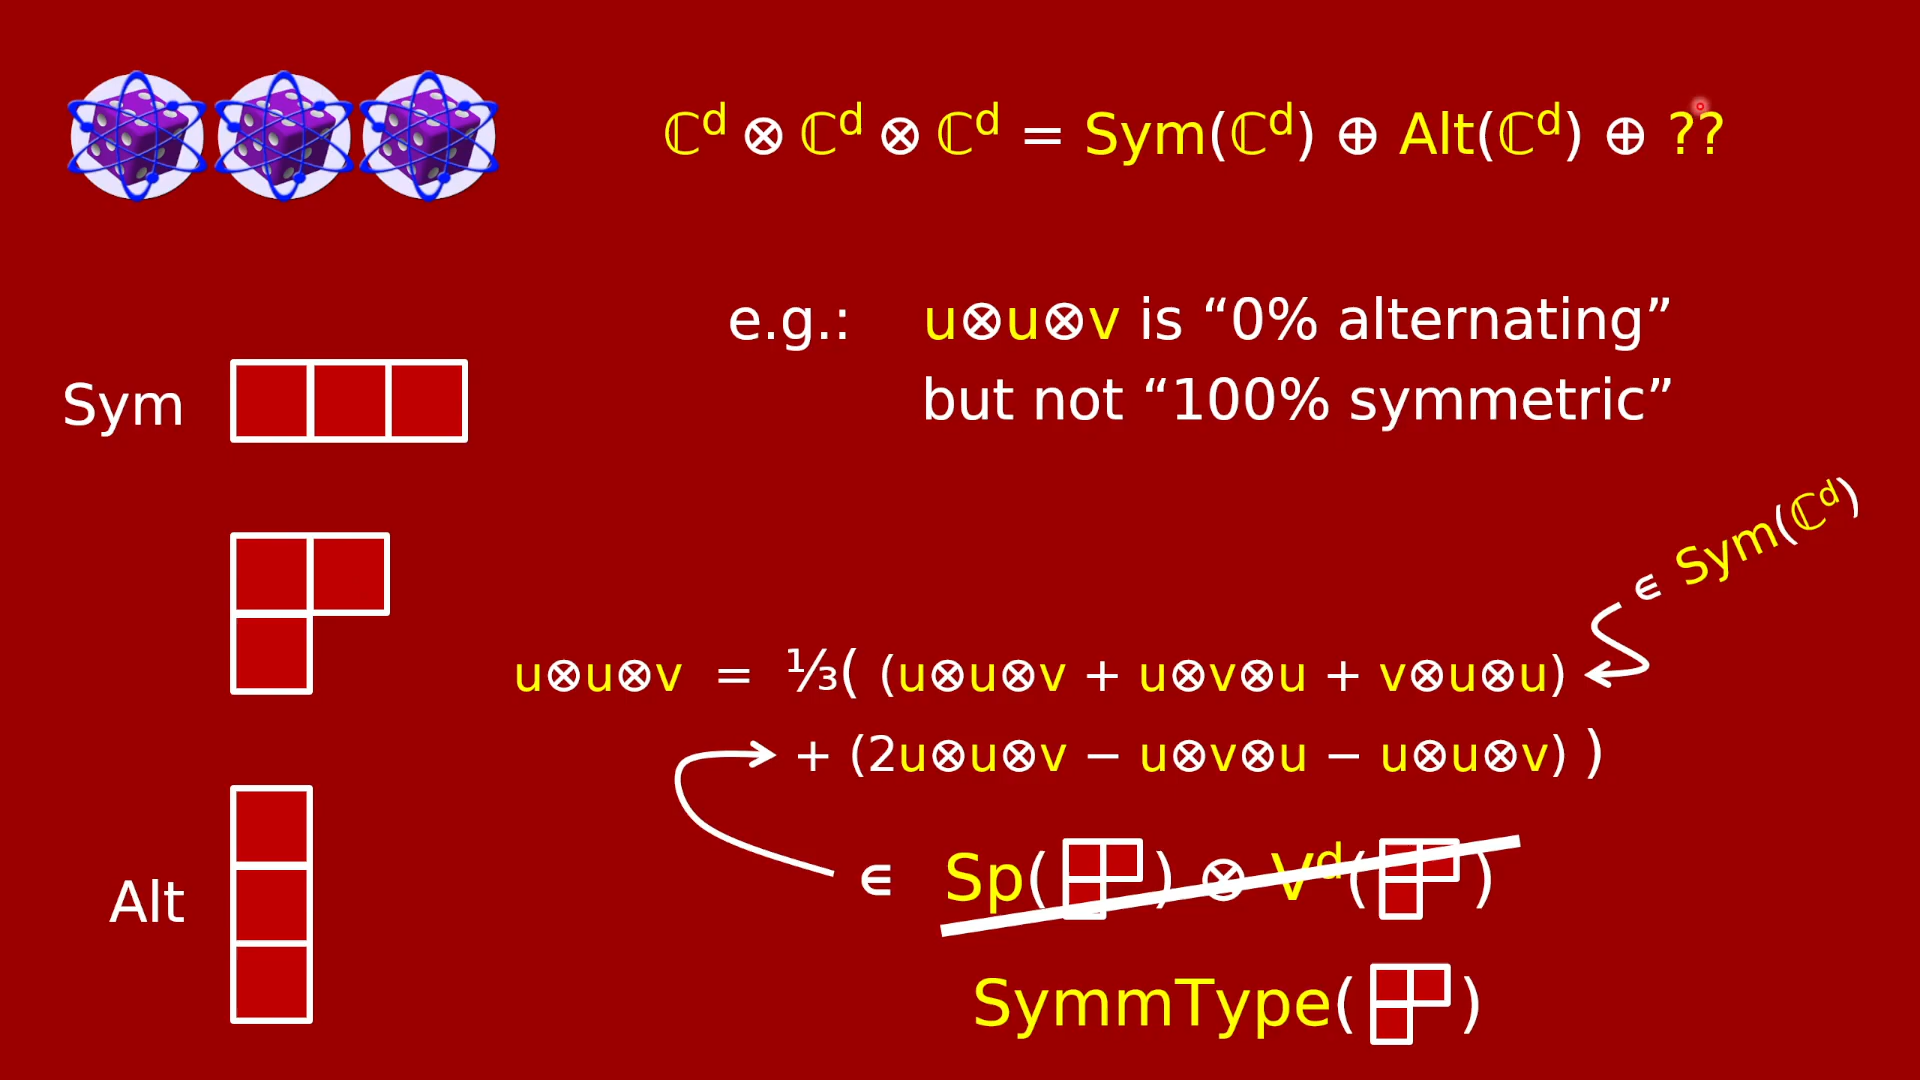 ℂᵈ ⊗ ℂᵈ ⊗ ℂᵈ = Sym(ℂᵈ) ⊕ Alt(ℂᵈ) ⊕ ??
e.g.: u⊗u⊗v is “0% alternating”
but not “100% symmetric”
Sym
∈ Sym(ℂᵈ)
u⊗u⊗v = ⅓( (u⊗u⊗v + u⊗v⊗u + v⊗u⊗u)
+ (2u⊗u⊗v − u⊗v⊗u − u⊗u⊗v) )
∈ Sp( ) ⊗ Vᵈ( )
Alt
SymmType( )